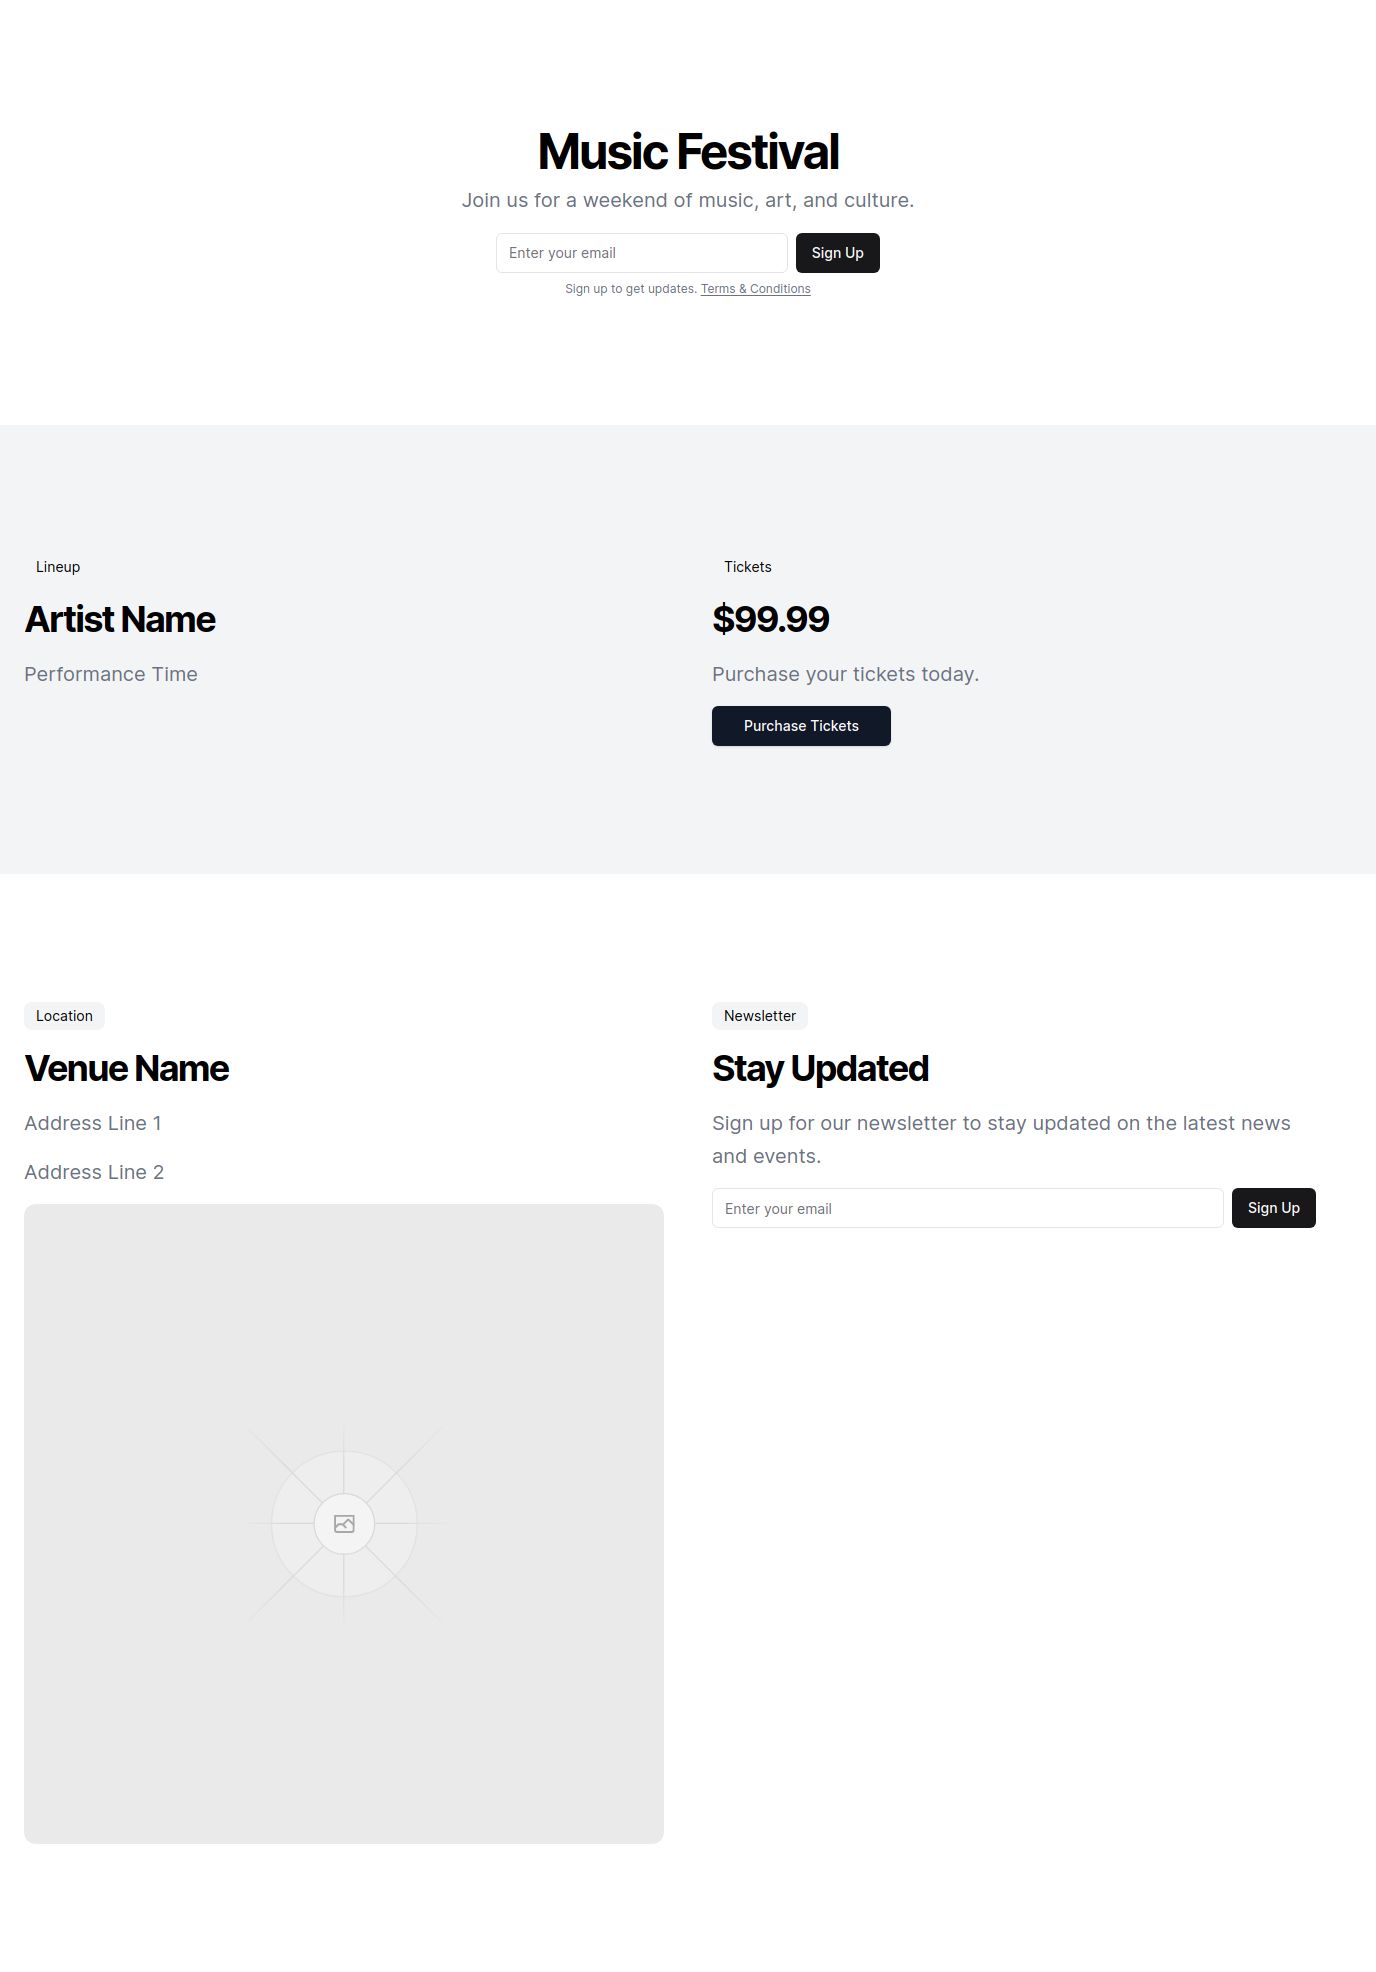 Music Festival
Join us for a weekend of music, art, and culture.
Enter your email
Sign Up
Sign up to get updates. Terms & Conditions
Lineup
Artist Name
Performance Time
Tickets
$99.99
Purchase your tickets today.
Purchase Tickets
Location
Venue Name
Address Line 1
Address Line 2
Newsletter
Stay Updated
Sign up for our newsletter to stay updated on the latest news
and events.
Enter your email
Sign Up